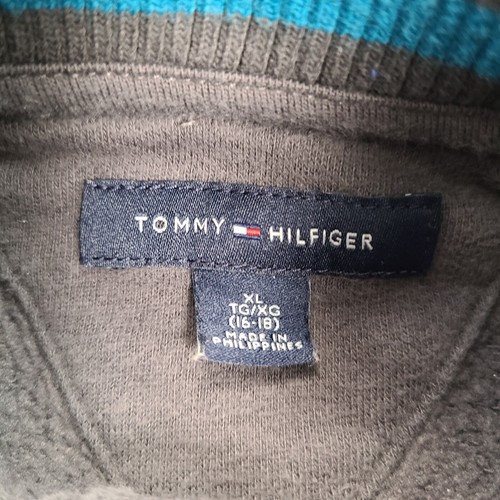 TOMMY HILFIGER
XL
TG/XG
(16-18)
MADE IN
PHILIPPINES